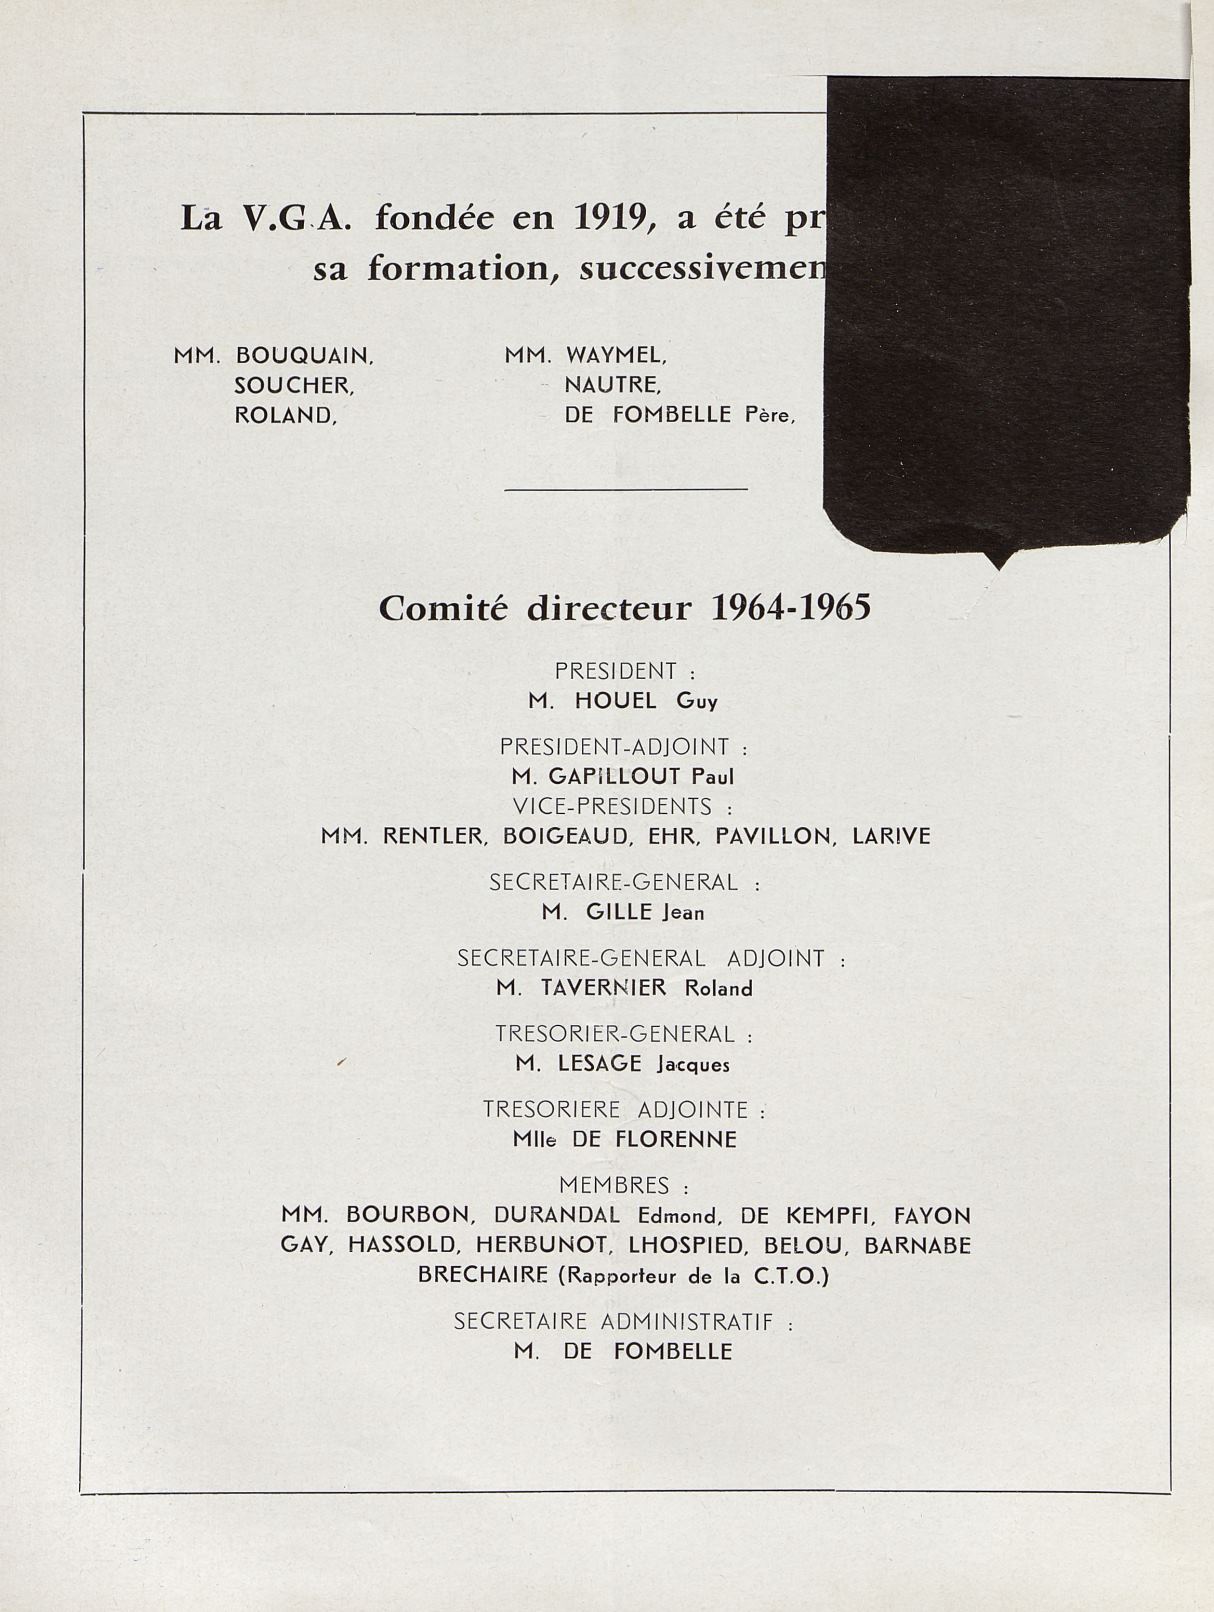 La V.G.A. fondée en 1919, a été
sa formation,
MM. BOUQUAIN,
SOUCHER,
ROLAND,
MM. WAYMEL,
NAUTRE,
DE FOMBELLE Père,
Comité directeur 1964-1965
PRESIDENT :
M. HOUEL Guy
PRESIDENT-ADJOINT :
M. GAPILLOUT Paul
VICE-PRESIDENTS :
MM. RENTLER, BOIGEAUD, EHR, PAVILLON, LARIVE
SECRETAIRE-GENERAL :
M. GILLE Jean
SECRETAIRE-GENERAL ADJOINT :
M. TAVERNIER Roland
TRESORIER-GENERAL :
M. LESAGE Jacques
TRESORIERE ADJOINTE :
Mlle DE FLORENNE
MEMBRES :
MM. BOURBON, DURANDAL Edmond, DE KEMPFI, FAYON
GAY, HASSOLD, HERBUNOT, LHOSPIED, BELOU, BARNABE
BRECHAIRE (Rapporteur de la C.T.O.)
SECRETAIRE ADMINISTRATIF :
M. DE FOMBELLE